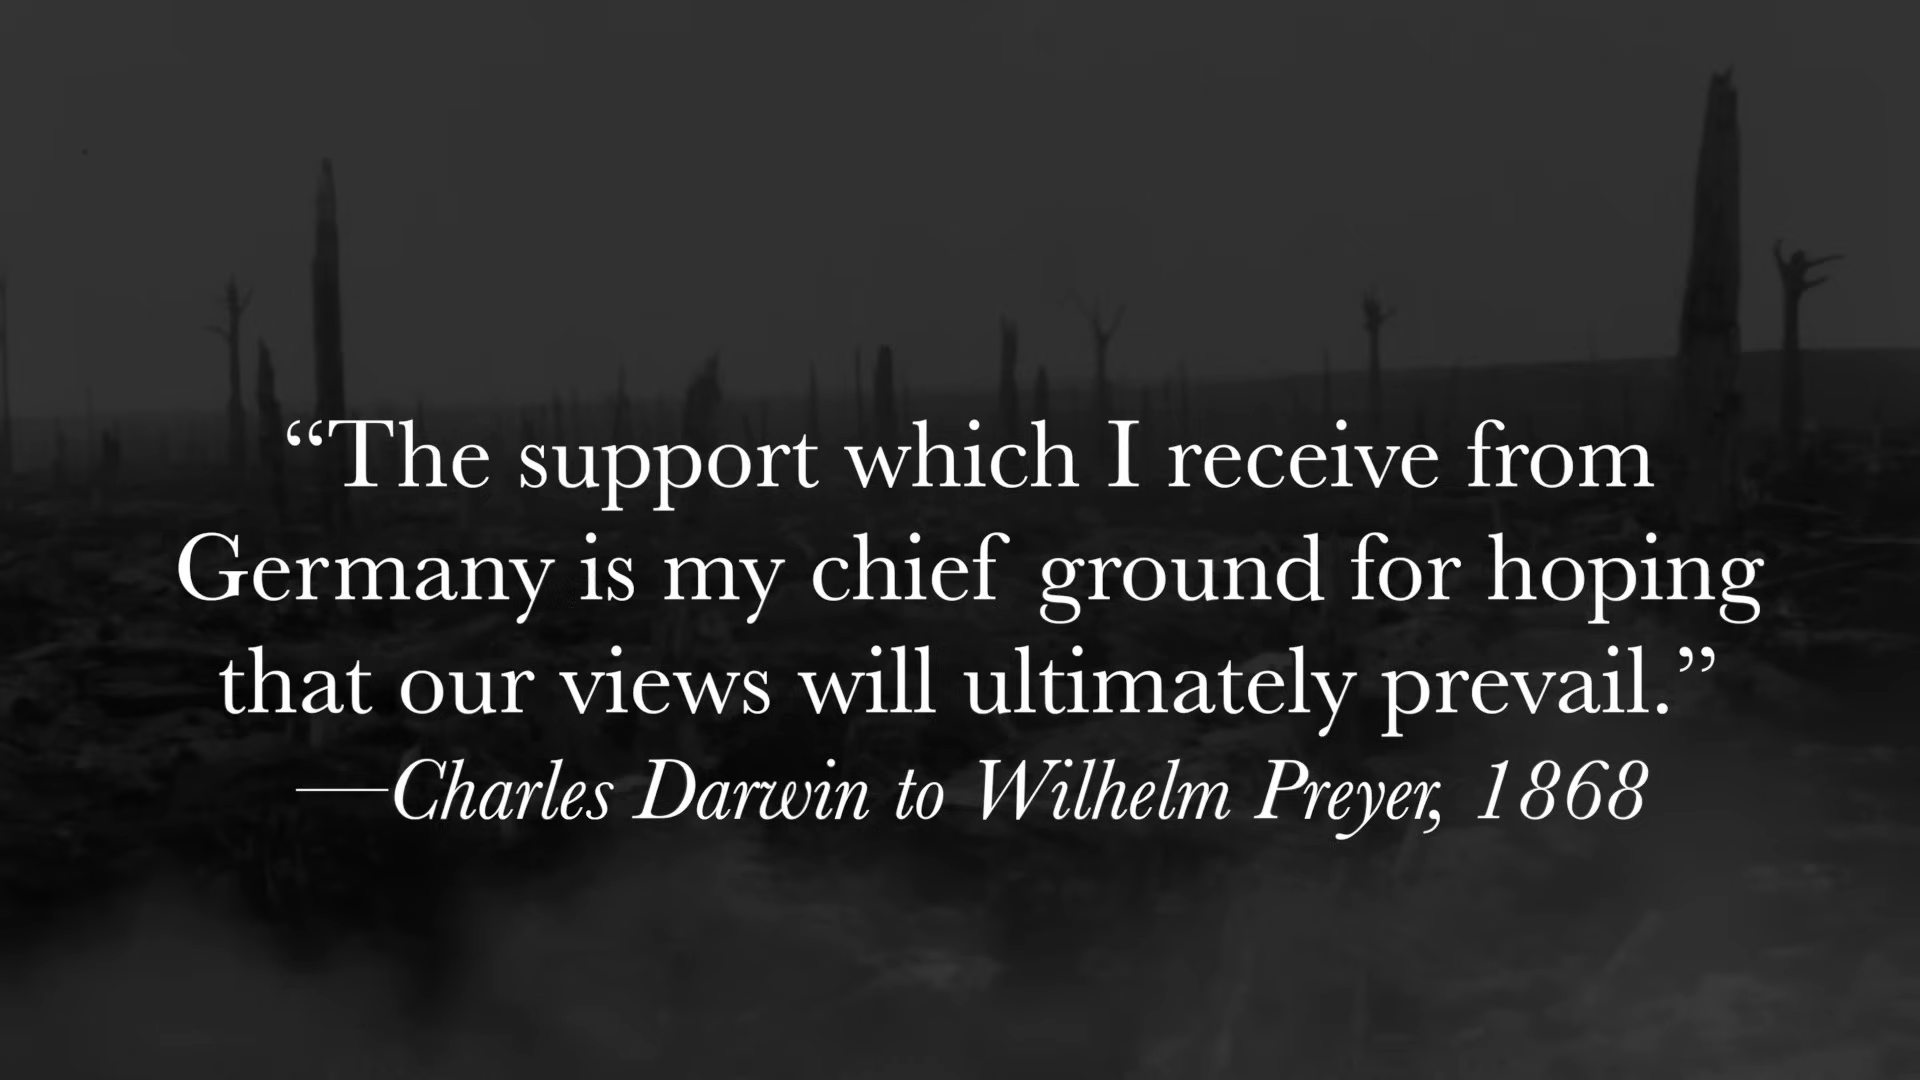 “The support which I receive from
Germany is my chief ground for hoping
that our views will ultimately prevail.”
—Charles Darwin to Wilhelm Preyer, 1868